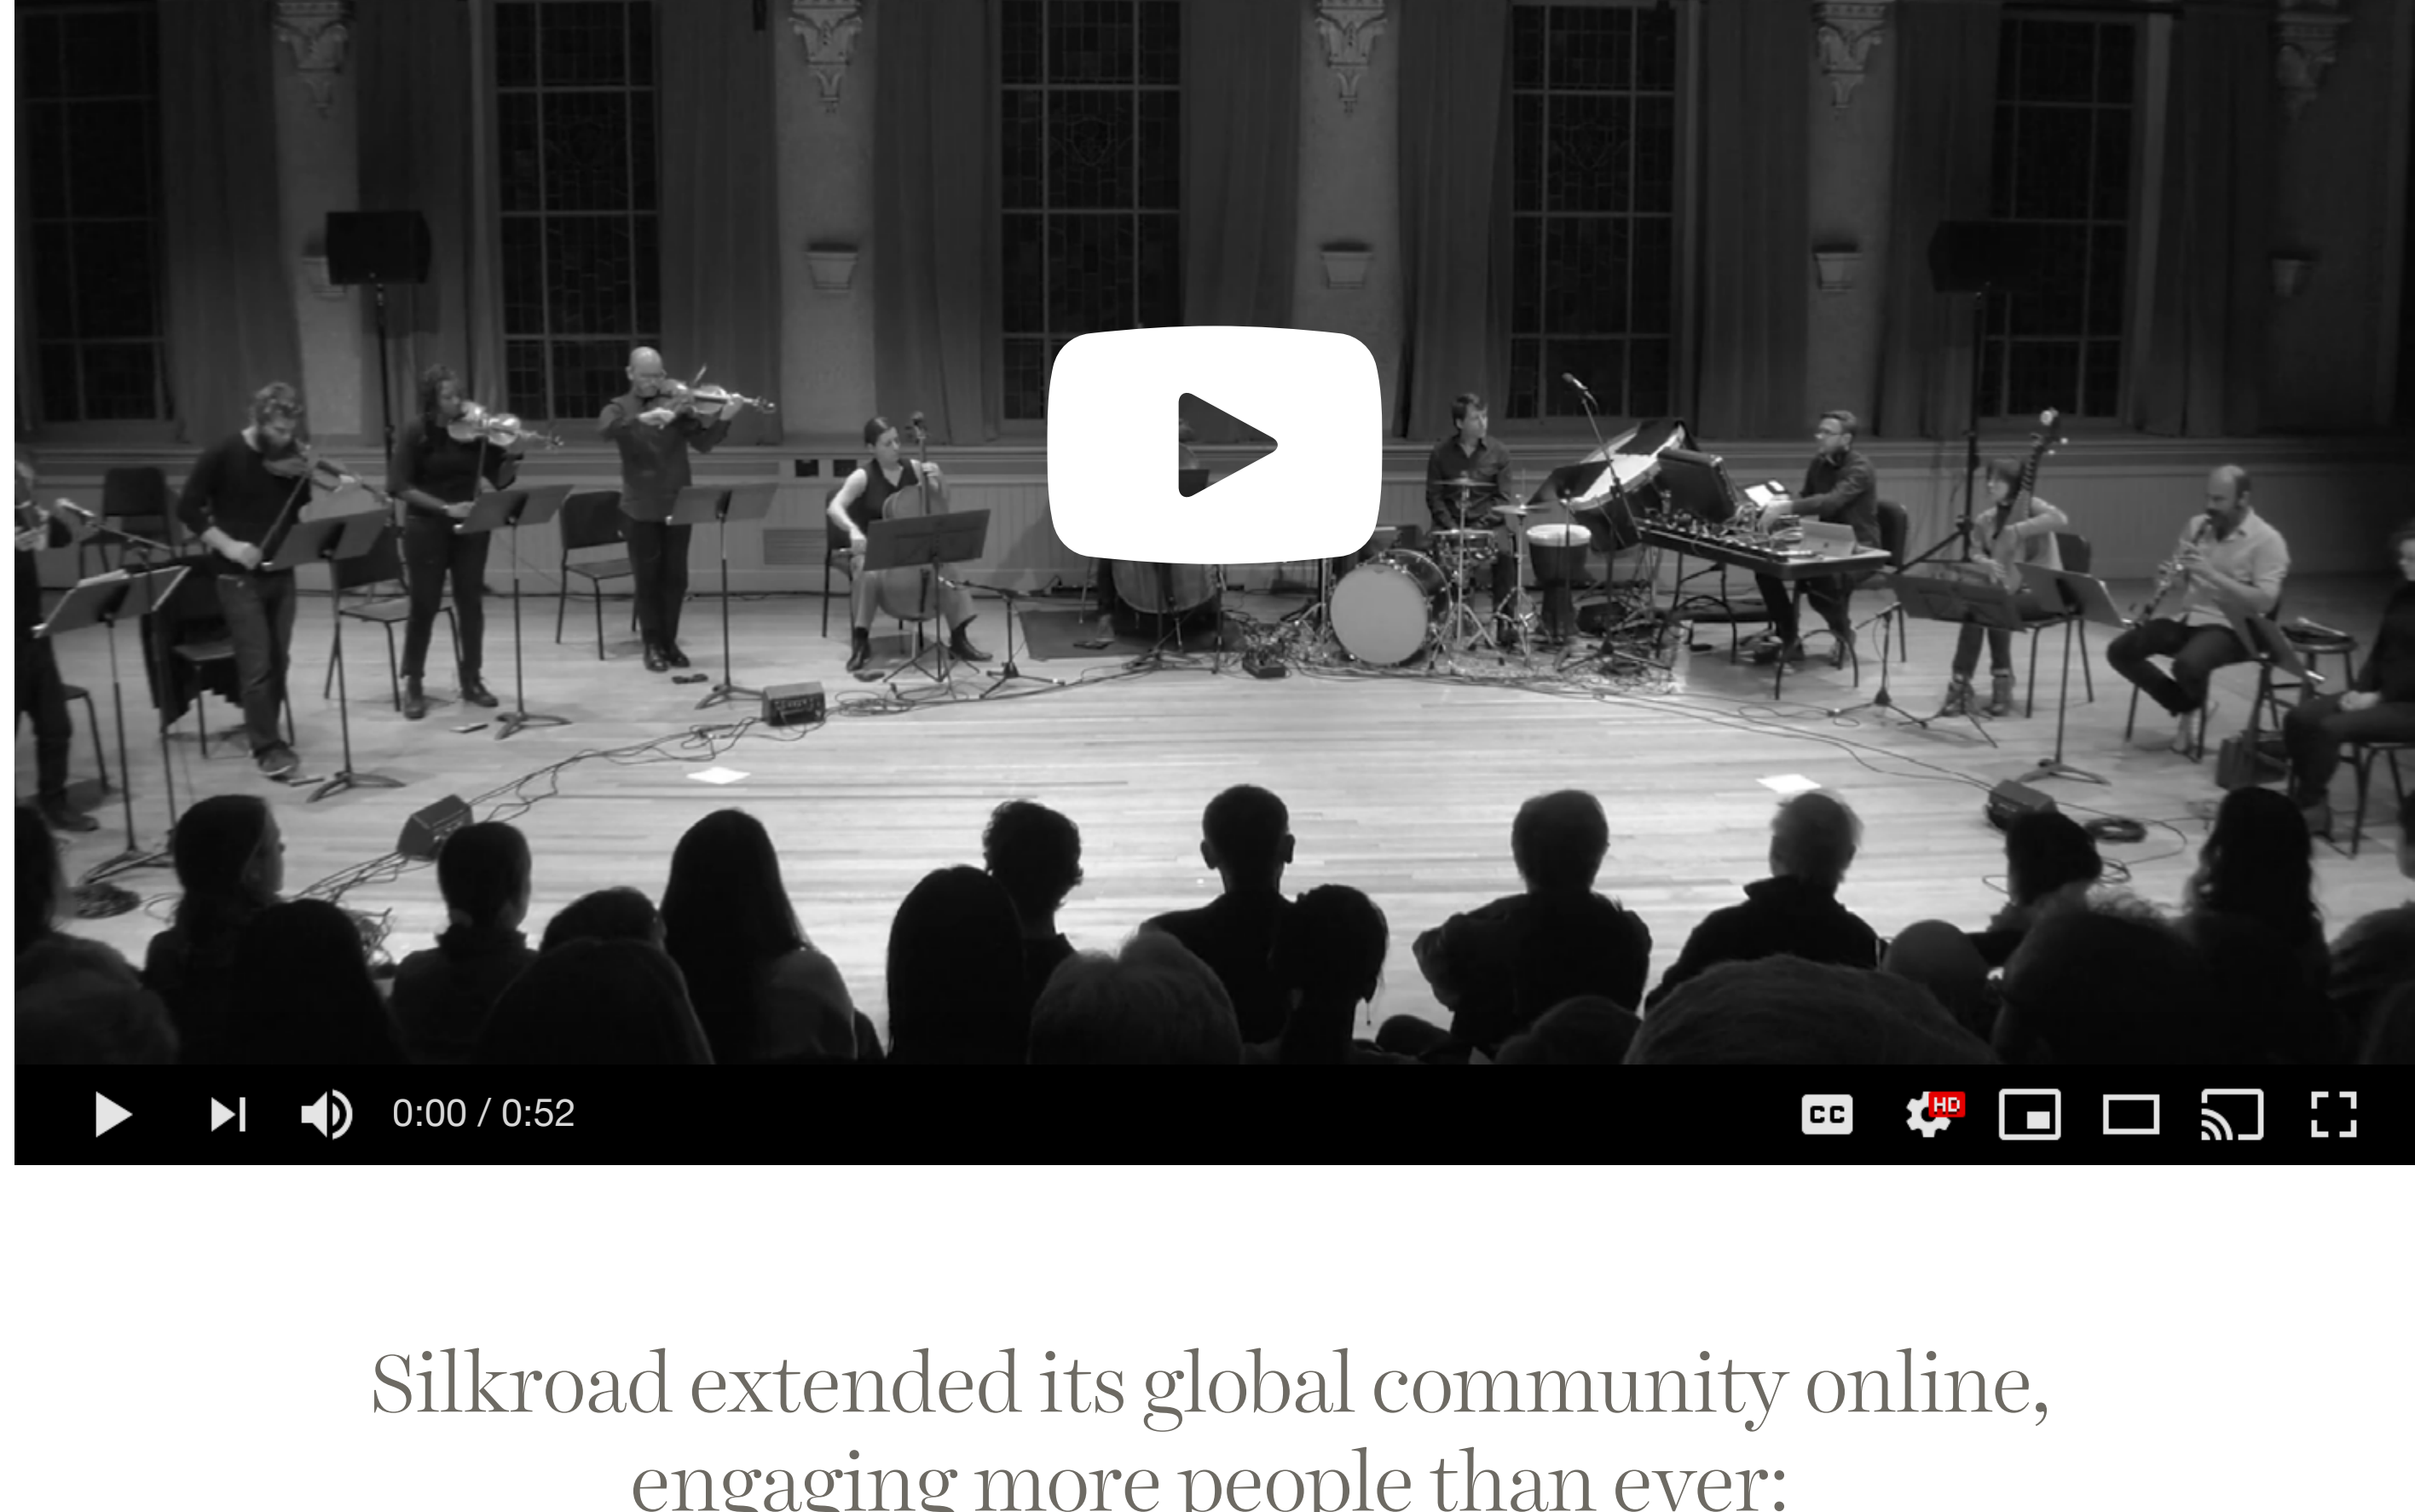 0:00 / 0:52
CC
HD
Silkroad extended its global community online,
engaging more people than ever: